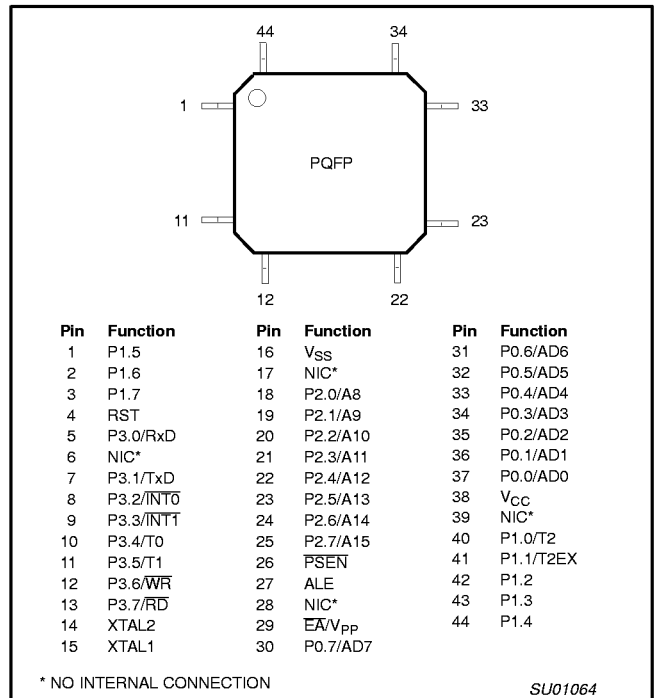 44 34
1 33
PQFP
11 23
12 22
Pin Function Pin Function Pin Function
1 P1.5 16 VSS 31 P0.6/AD6
2 P1.6 17 NIC* 32 P0.5/AD5
3 P1.7 18 P2.0/A8 33 P0.4/AD4
4 RST 19 P2.1/A9 34 P0.3/AD3
5 P3.0/RxD 20 P2.2/A10 35 P0.2/AD2
6 NIC* 21 P2.3/A11 36 P0.1/AD1
7 P3.1/TxD 22 P2.4/A12 37 P0.0/AD0
8 P3.2/INT0 23 P2.5/A13 38 VCC
9 P3.3/INT1 24 P2.6/A14 39 NIC*
10 P3.4/T0 25 P2.7/A15 40 P1.0/T2
11 P3.5/T1 26 PSEN 41 P1.1/T2EX
12 P3.6/WR 27 ALE 42 P1.2
13 P3.7/RD 28 NIC* 43 P1.3
14 XTAL2 29 EA/VPP 44 P1.4
15 XTAL1 30 P0.7/AD7
* NO INTERNAL CONNECTION
SU01064